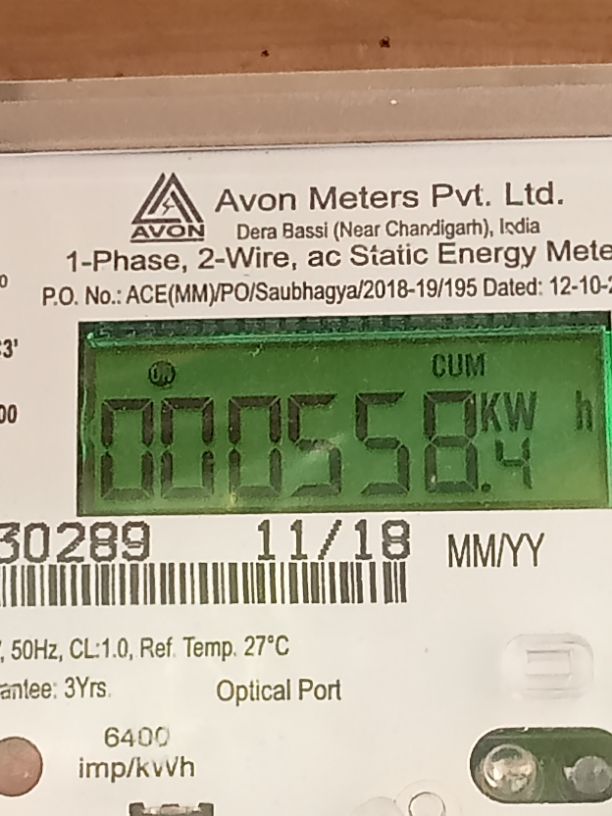 AVON
Avon Meters Pvt. Ltd.
Dera Bassi (Near Chandigarh), India
1-Phase, 2-Wire, ac Static Energy Mete
P.O. No.: ACE(MM)/PO/Saubhagya/2018-19/195 Dated: 12-10-2
3'
00
CUM
000558.4 KW h
30289 11/18 MM/YY
, 50Hz, CL:1.0, Ref. Temp. 27°C
antee: 3Yrs. Optical Port
6400
imp/kWh